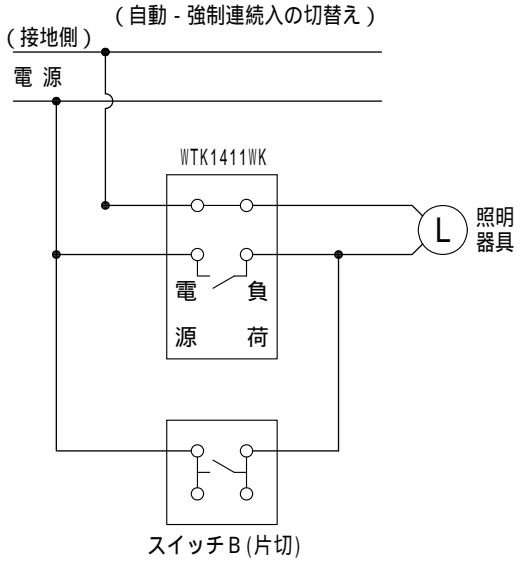 （自動 - 強制連続入の切替え）
（接地側）
電 源
WTK1411WK
L
照明
器具
電 負
源 荷
スイッチB (片切)